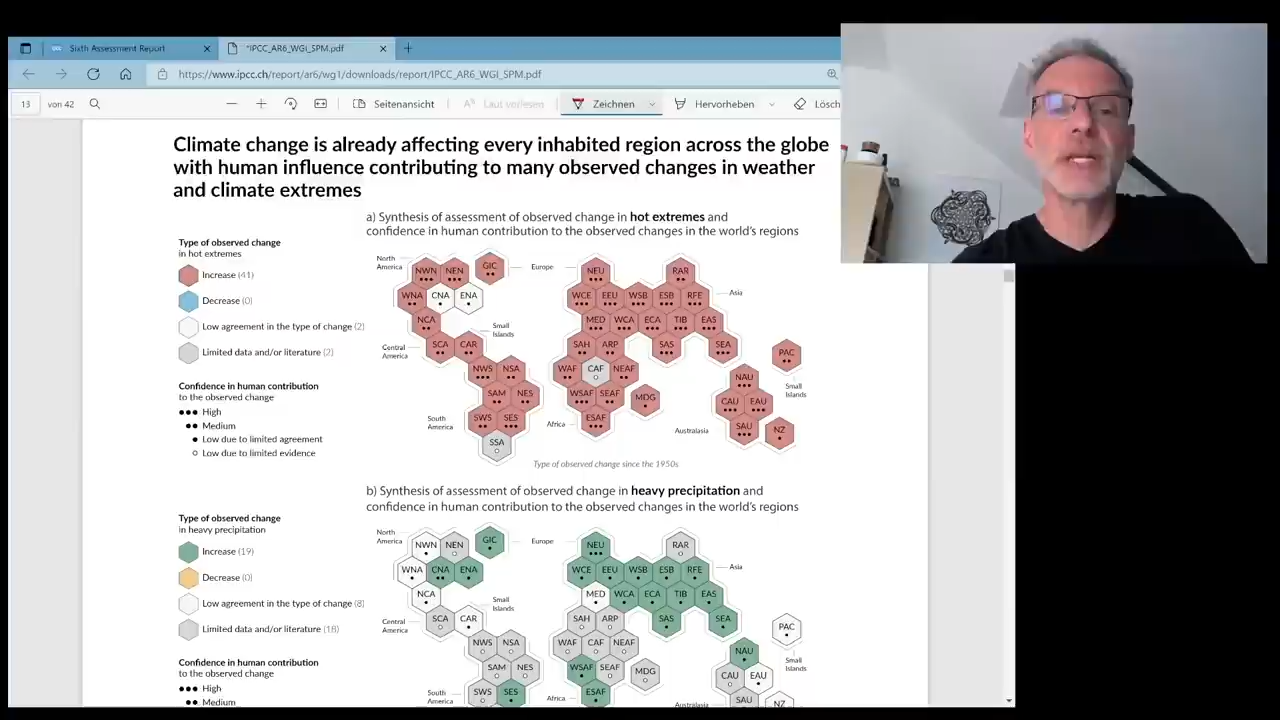 Sixth Assessment Report
*IPCC_AR6_WGI_SPM.pdf
https://www.ipcc.ch/report/ar6/wg1/downloads/report/IPCC_AR6_WGI_SPM.pdf
13 von 42
Seitenansicht
Laut vorlesen
Zeichnen
Hervorheben
Lösch
Climate change is already affecting every inhabited region across the globe
with human influence contributing to many observed changes in weather
and climate extremes
a) Synthesis of assessment of observed change in hot extremes and
confidence in human contribution to the observed changes in the world's regions
Type of observed change
in hot extremes
Increase (41)
Decrease (0)
Low agreement in the type of change (2)
Limited data and/or literature (2)
Confidence in human contribution
to the observed change
High
Medium
Low due to limited agreement
Low due to limited evidence
North
America
NWN NEN GIC
Europe
NEU RAR
WNA CNA ENA
WCE EEU WSB ESB RFE
Asia
NCA
Small
Islands
MED WCA ECA TIB EAS
Central
America
SCA CAR
SAH ARP SAS SEA
PAC
NWS NSA
WAF CAF NEAF
NAU
Small
Islands
SAM NES
WSAF SEAF MDG
CAU EAU
South
America
SWS SES
Africa
ESAF
Australasia
SAU NZ
SSA
Type of observed change since the 1950s
b) Synthesis of assessment of observed change in heavy precipitation and
confidence in human contribution to the observed changes in the world's regions
Type of observed change
in heavy precipitation
Increase (19)
Decrease (0)
Low agreement in the type of change (8)
Limited data and/or literature (18)
Confidence in human contribution
to the observed change
High
Medium
North
America
NWN NEN GIC
Europe
NEU RAR
WNA CNA ENA
WCE EEU WSB ESB RFE
Asia
NCA
Small
Islands
MED WCA ECA TIB EAS
Central
America
SCA CAR
SAH ARP SAS SEA
PAC
NWS NSA
WAF CAF NEAF
NAU
Small
Islands
SAM NES
WSAF SEAF MDG
CAU EAU
South
America
SWS SES
Africa
ESAF
Australasia
SAU NZ